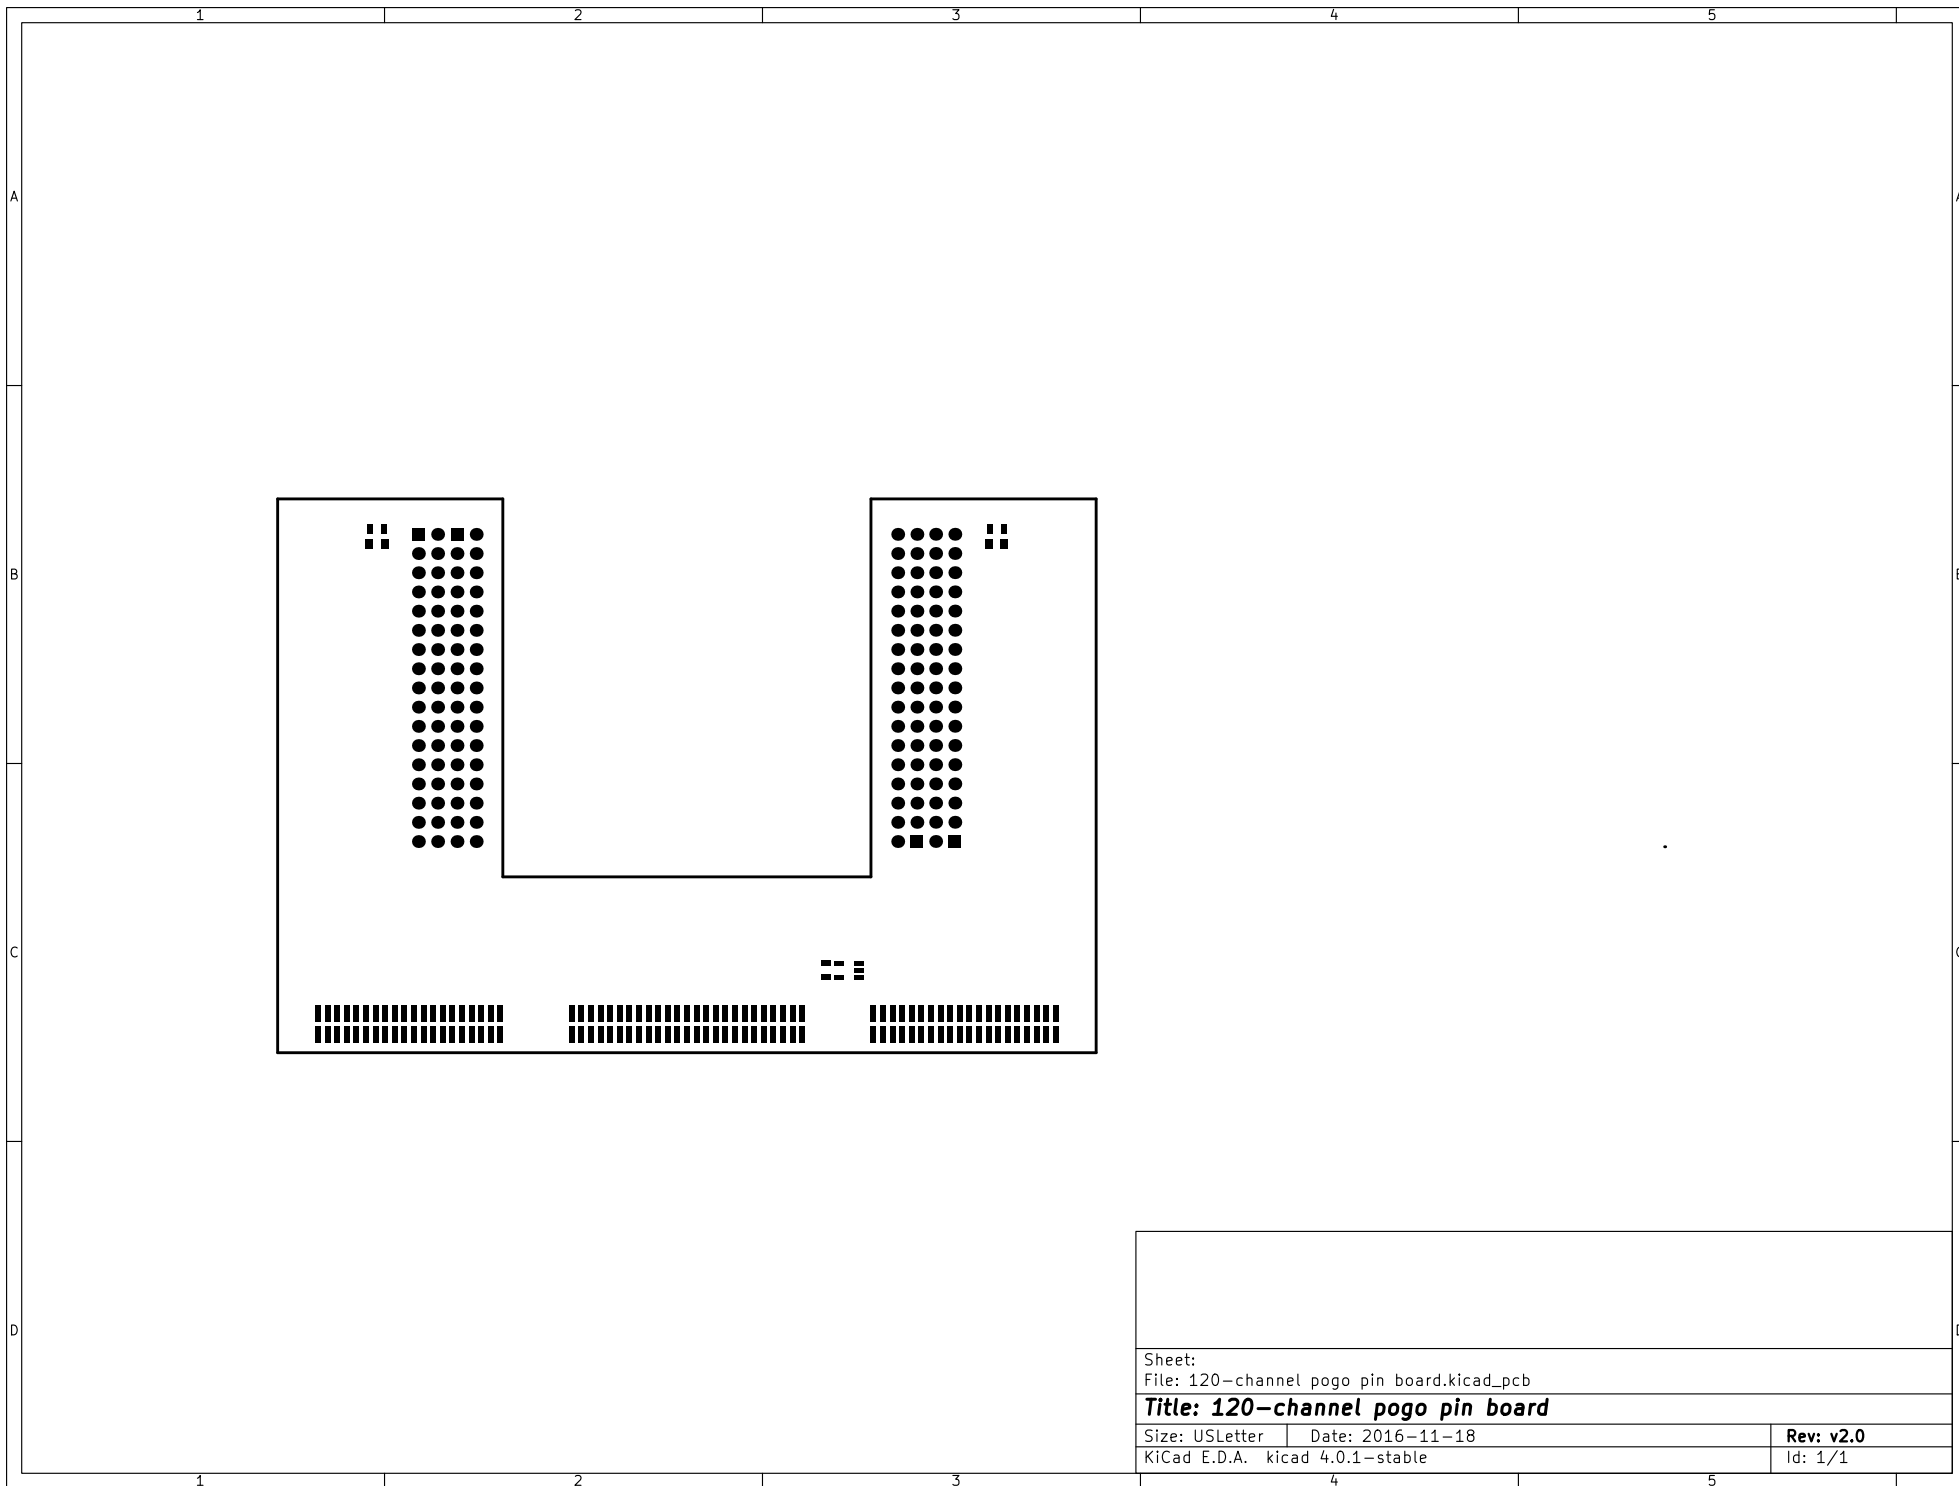 1 2 3 4 5
A A
B B
C C
D D
Sheet:
File: 120-channel pogo pin board.kicad_pcb
Title: 120-channel pogo pin board
Size: USLetter Date: 2016-11-18 Rev: v2.0
KiCad E.D.A. kicad 4.0.1-stable Id: 1/1
1 2 3 4 5